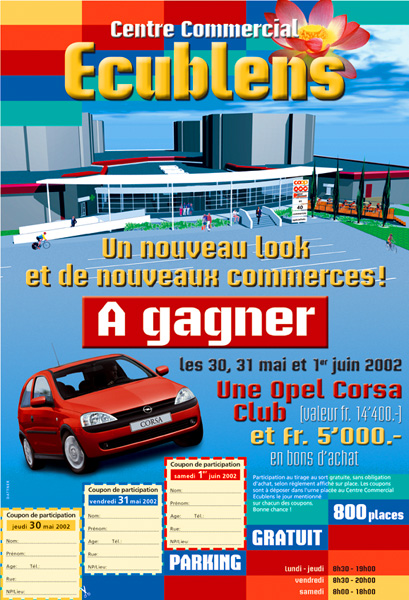 Centre Commercial
Ecublens
coop
40
Un nouveau look
et de nouveaux commerces!
A gagner
les 30, 31 mai et 1er juin 2002
Une Opel Corsa
Club (valeur fr. 14'400.-)
et Fr. 5'000.-
en bons d'achat
CORSA
Coupon de participation
samedi 1er juin 2002
Nom:
Prénom:
Age: Tél.:
Rue:
NP/Lieu:
Coupon de participation
vendredi 31 mai 2002
Nom:
Prénom:
Age: Tél.:
Rue:
NP/Lieu:
Coupon de participation
jeudi 30 mai 2002
Nom:
Prénom:
Age: Tél.:
Rue:
NP/Lieu:
Participation au tirage au sort gratuite, sans obligation
d'achat, selon règlement affiché sur place. Les coupons
sont à déposer dans l'urne placée au Centre Commercial
Ecublens le jour mentionné
sur chacun des coupons.
Bonne chance !
800 places
GRATUIT
PARKING
lundi - jeudi 8h30 - 19h00
vendredi 8h30 - 20h00
samedi 8h00 - 18h00